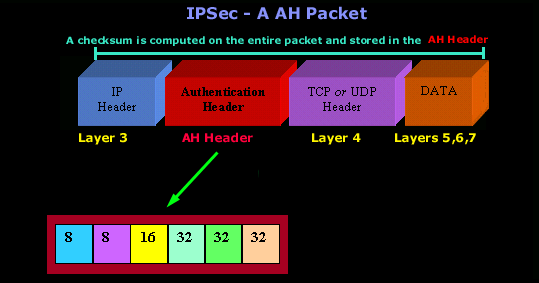 IPSec - A AH Packet
A checksum is computed on the entire packet and stored in the AH Header
IP
Header
Authentication
Header
TCP or UDP
Header
DATA
Layer 3
AH Header
Layer 4
Layers 5,6,7
8 8 16 32 32 32